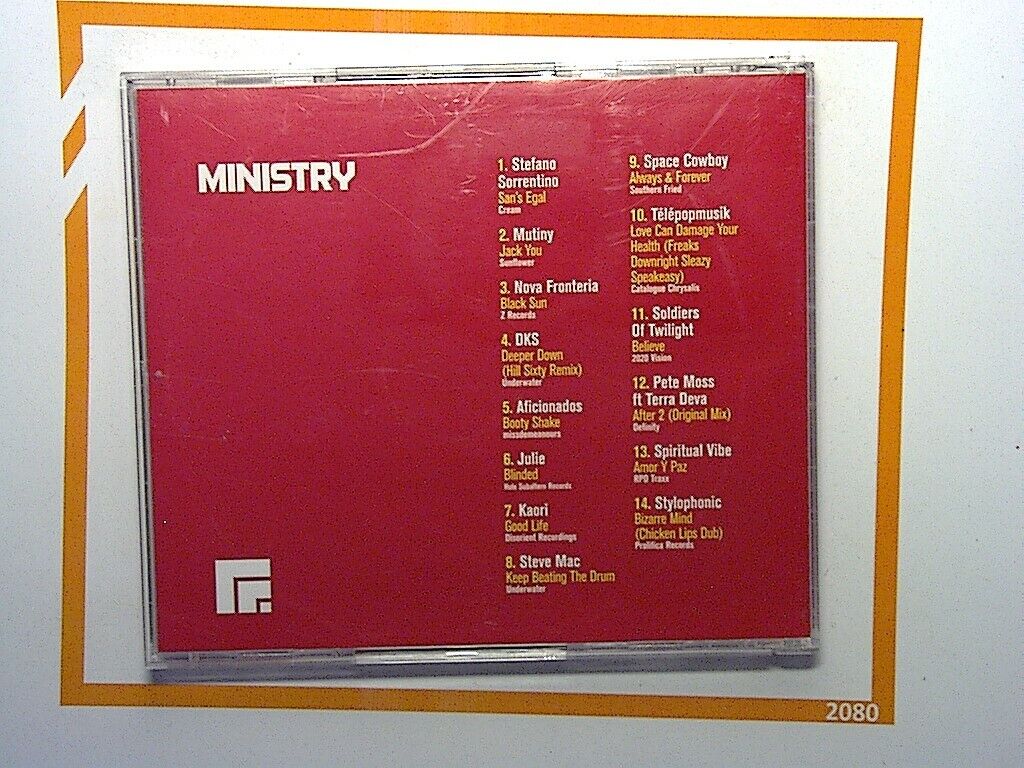 MINISTRY
1. Stefano
Sorrentino
San's Egal
Cream
2. Mutiny
Jack You
Sunflower
3. Nova Fronteria
Black Sun
Z Records
4. DKS
Deeper Down
(Hill Sixty Remix)
Underwater
5. Aficionados
Booty Shake
missdemeanours
6. Julie
Blinded
Records
7. Kaori
Good Life
Disorient Recordings
8. Steve Mac
Keep Beating The Drum
Underwater
9. Space Cowboy
Always & Forever
Southern Fried
10. Télépopmusik
Love Can Damage Your
Health (Freaks
Downright Sleazy
Speakeasy)
Catalogue Chrysalis
11. Soldiers
Of Twilight
Believe
2020 Vision
12. Pete Moss
ft Terra Deva
After 2 (Original Mix)
Definity
13. Spiritual Vibe
Amor Y Paz
RPO Traxx
14. Stylophonic
Bizarre Mind
(Chicken Lips Dub)
Prolifica Records
2080